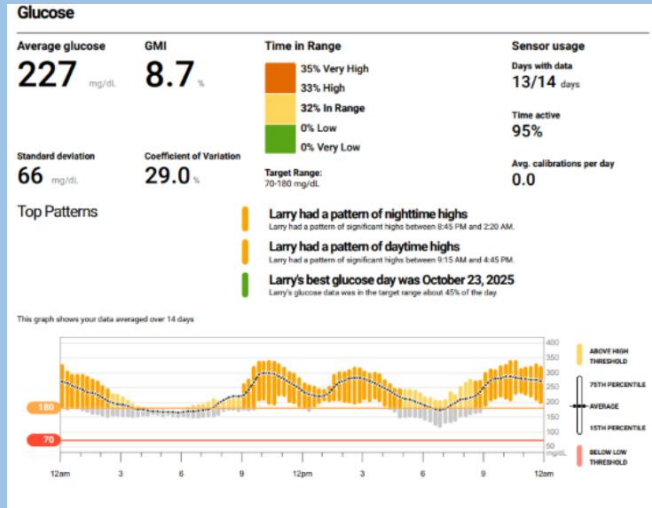 Glucose
Average glucose
227 mg/dL
GMI
8.7 %
Standard deviation
66 mg/dL
Coefficient of Variation
29.0 %
Time in Range
35% Very High
33% High
32% In Range
0% Low
0% Very Low
Target Range:
70-180 mg/dL
Sensor usage
Days with data
13/14 days
Time active
95%
Avg. calibrations per day
0.0
Top Patterns
Larry had a pattern of nighttime highs
Larry had a pattern of significant highs between 8:45 PM and 2:20 AM.
Larry had a pattern of daytime highs
Larry had a pattern of significant highs between 9:15 AM and 4:45 PM.
Larry's best glucose day was October 23, 2025
Larry's glucose data was in the target range about 45% of the day
This graph shows your data averaged over 14 days
400
350
300
250
200
180
150
100
70
50
mg/dL
12am 3 6 9 12pm 3 6 9 12am
ABOVE HIGH
THRESHOLD
75TH PERCENTILE
AVERAGE
15TH PERCENTILE
BELOW LOW
THRESHOLD